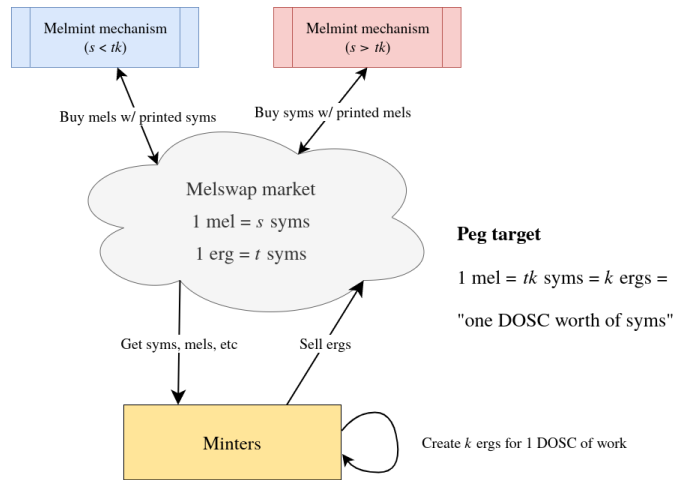 Melmint mechanism
(s < tk)
Melmint mechanism
(s > tk)
Buy mels w/ printed syms
Buy syms w/ printed mels
Melswap market
1 mel = s syms
1 erg = t syms
Peg target
1 mel = tk syms = k ergs =
"one DOSC worth of syms"
Get syms, mels, etc
Sell ergs
Minters
Create k ergs for 1 DOSC of work